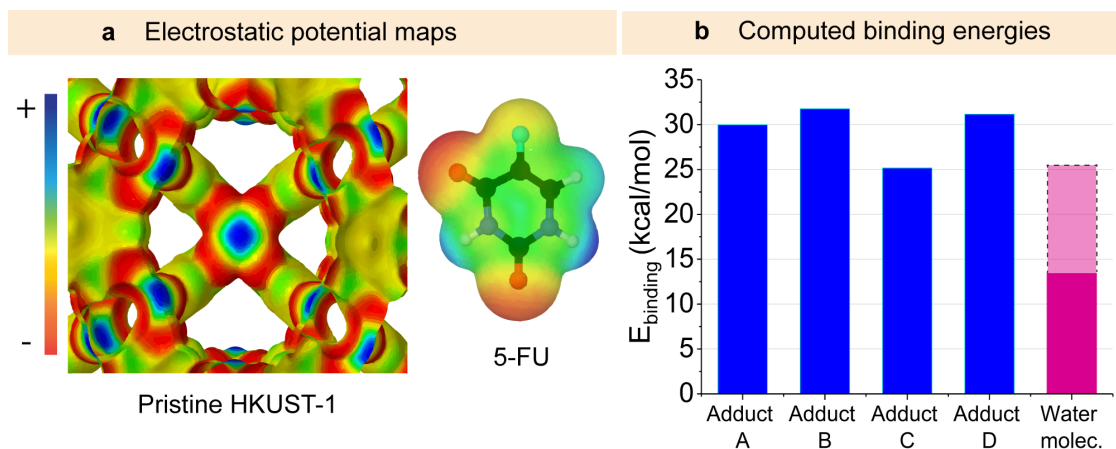 a Electrostatic potential maps
+
-
Pristine HKUST-1
5-FU
b Computed binding energies
E_binding (kcal/mol)
35
30
25
20
15
10
5
0
Adduct A
Adduct B
Adduct C
Adduct D
Water molec.